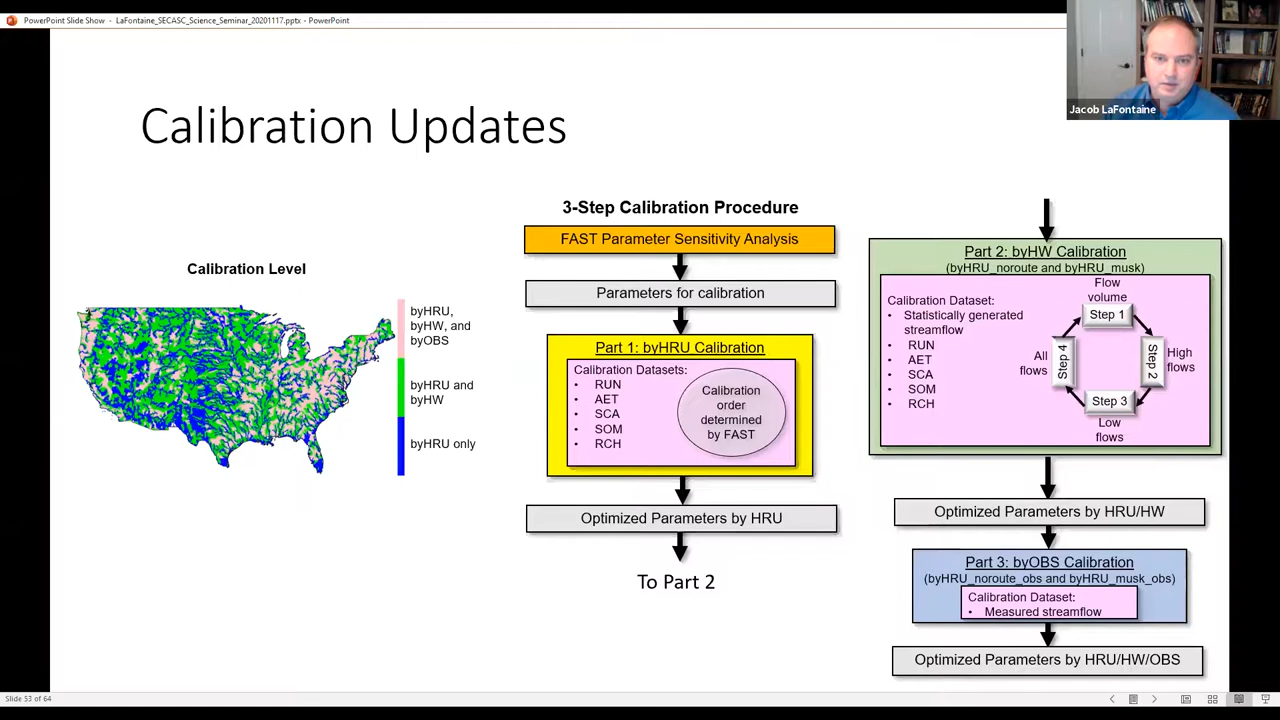 PowerPoint Slide Show - LaFontaine_SECASC_Science_Seminar_20201117.pptx - PowerPoint
Jacob LaFontaine
Calibration Updates
Calibration Level
byHRU,
byHW, and
byOBS
byHRU and
byHW
byHRU only
3-Step Calibration Procedure
FAST Parameter Sensitivity Analysis
Parameters for calibration
Part 1: byHRU Calibration
Calibration Datasets:
• RUN
• AET
• SCA
• SOM
• RCH
Calibration
order
determined
by FAST
Optimized Parameters by HRU
To Part 2
Part 2: byHW Calibration
(byHRU_noroute and byHRU_musk)
Calibration Dataset:
• Statistically generated
streamflow
• RUN
• AET
• SCA
• SOM
• RCH
Flow
volume
Step 1
Step 2
High
flows
Step 3
Low
flows
Step 4
All
flows
Optimized Parameters by HRU/HW
Part 3: byOBS Calibration
(byHRU_noroute_obs and byHRU_musk_obs)
Calibration Dataset:
• Measured streamflow
Optimized Parameters by HRU/HW/OBS
Slide 53 of 64